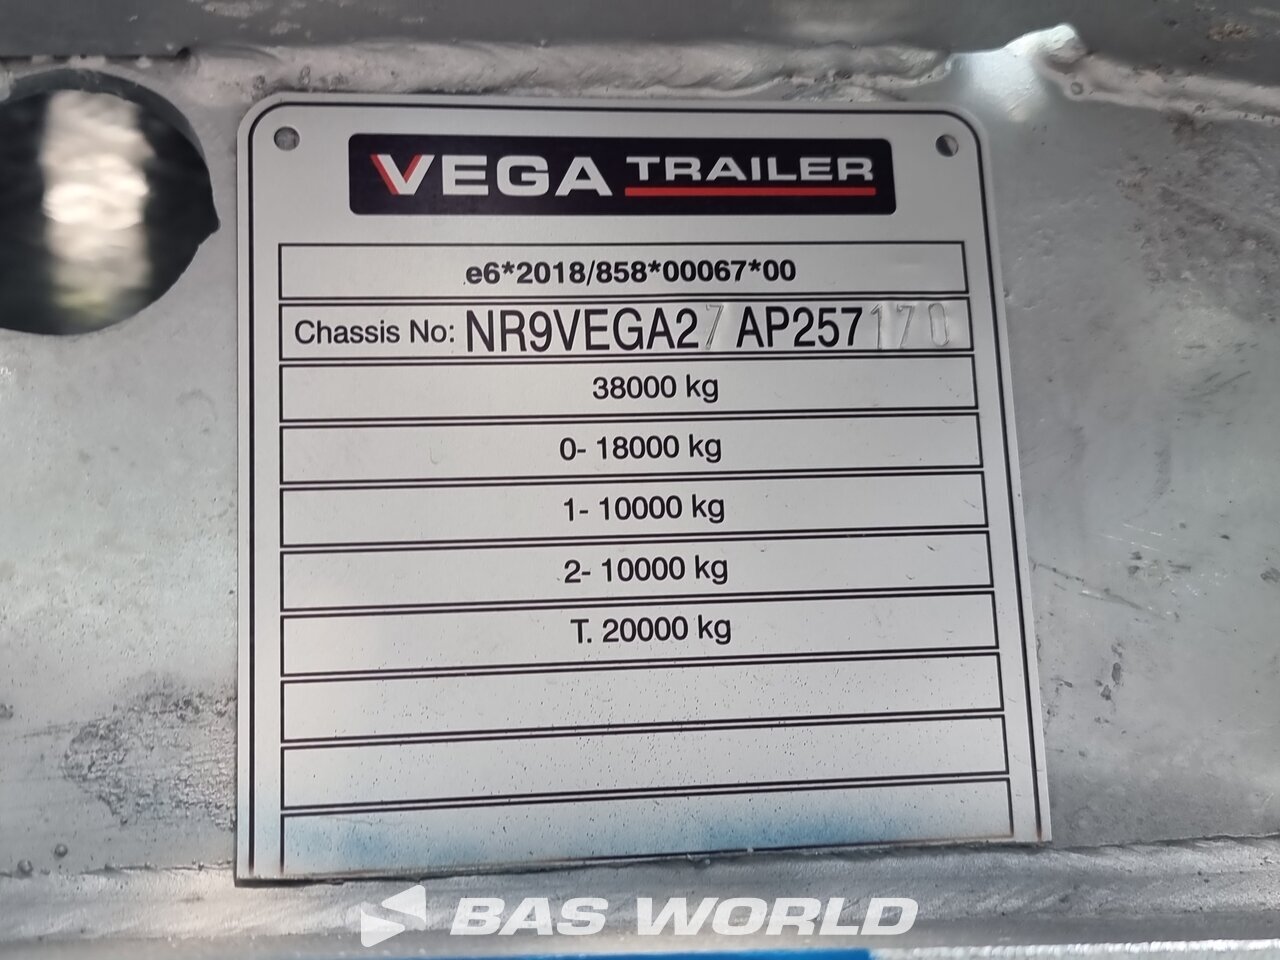 VEGA TRAILER
e6*2018/858*00067*00
Chassis No: NR9VEGA27AP257170
38000 kg
0- 18000 kg
1- 10000 kg
2- 10000 kg
T. 20000 kg
BAS WORLD